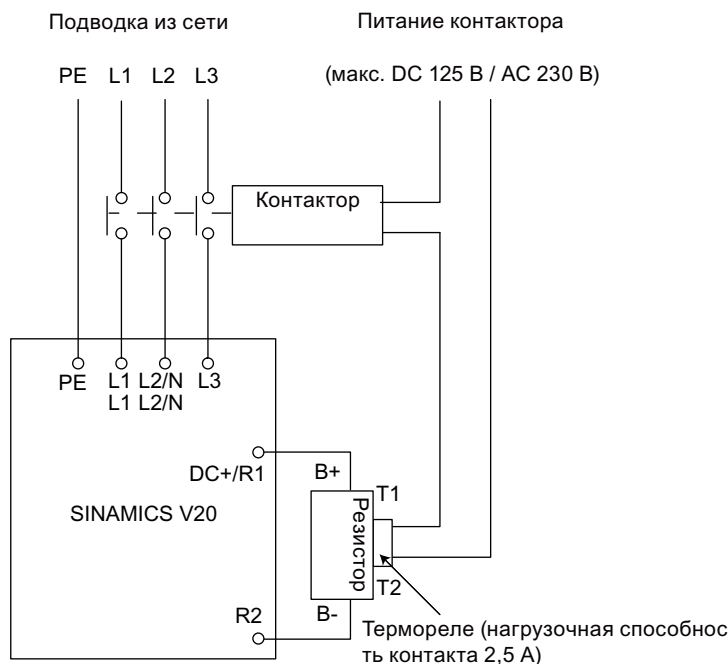 Подводка из сети
Питание контактора
PE L1 L2 L3
(макс. DC 125 В / AC 230 В)
Контактор
PE L1 L2/N L3
L1 L2/N
DC+/R1
B+
T1
SINAMICS V20
Резистор
T2
R2
B-
Термореле (нагрузочная способнос
ть контакта 2,5 A)